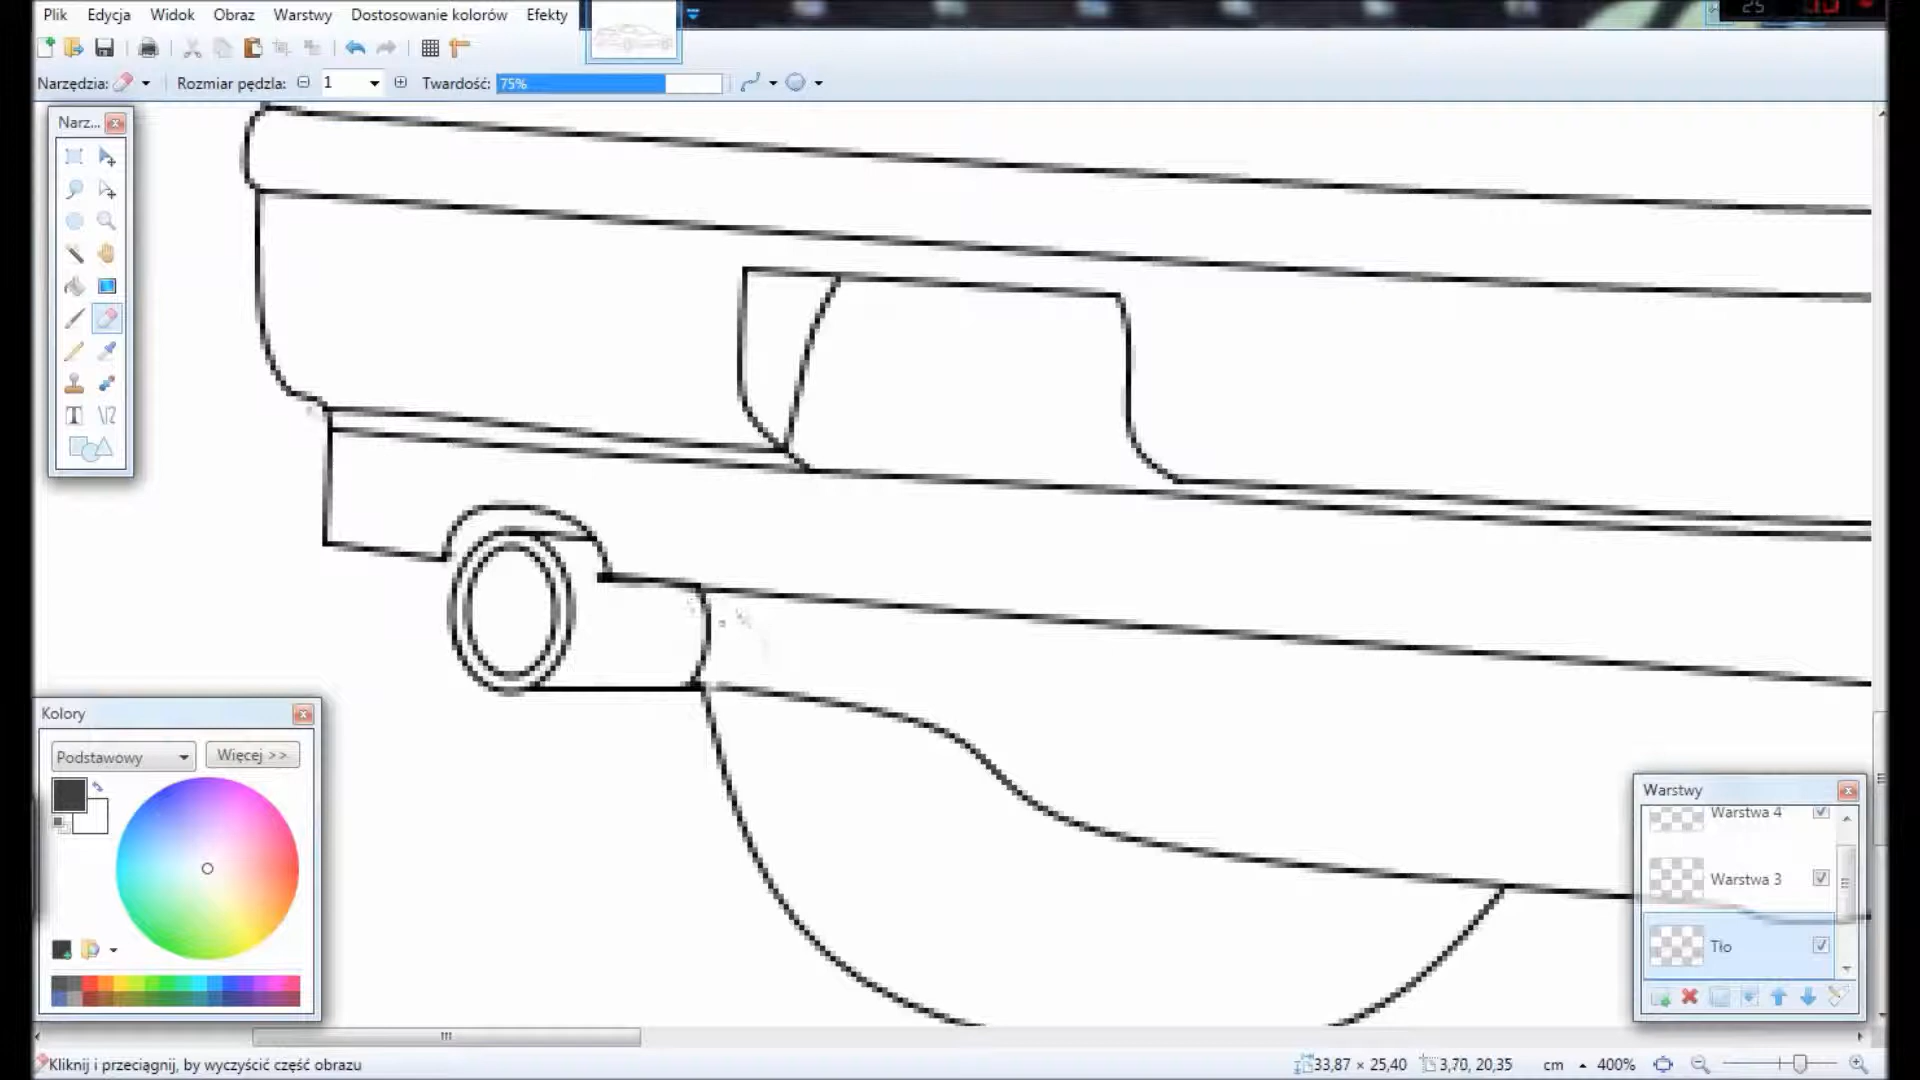 Plik Edycja Widok Obraz Warstwy Dostosowanie kolorów Efekty
25
Narzędzia: Rozmiar pędzla: 1 Twardość: 75%
Narz...
Kolory
Podstawowy Więcej >>
Warstwy
Warstwa 4
Warstwa 3
Tło
Kliknij i przeciągnij, by wyczyścić część obrazu
33,87 × 25,40 3,70, 20,35 cm 400%